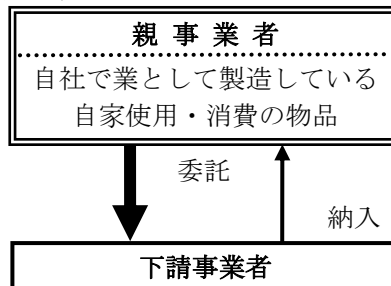 親事業者
自社で業として製造している
自家使用・消費の物品
委託
納入
下請事業者